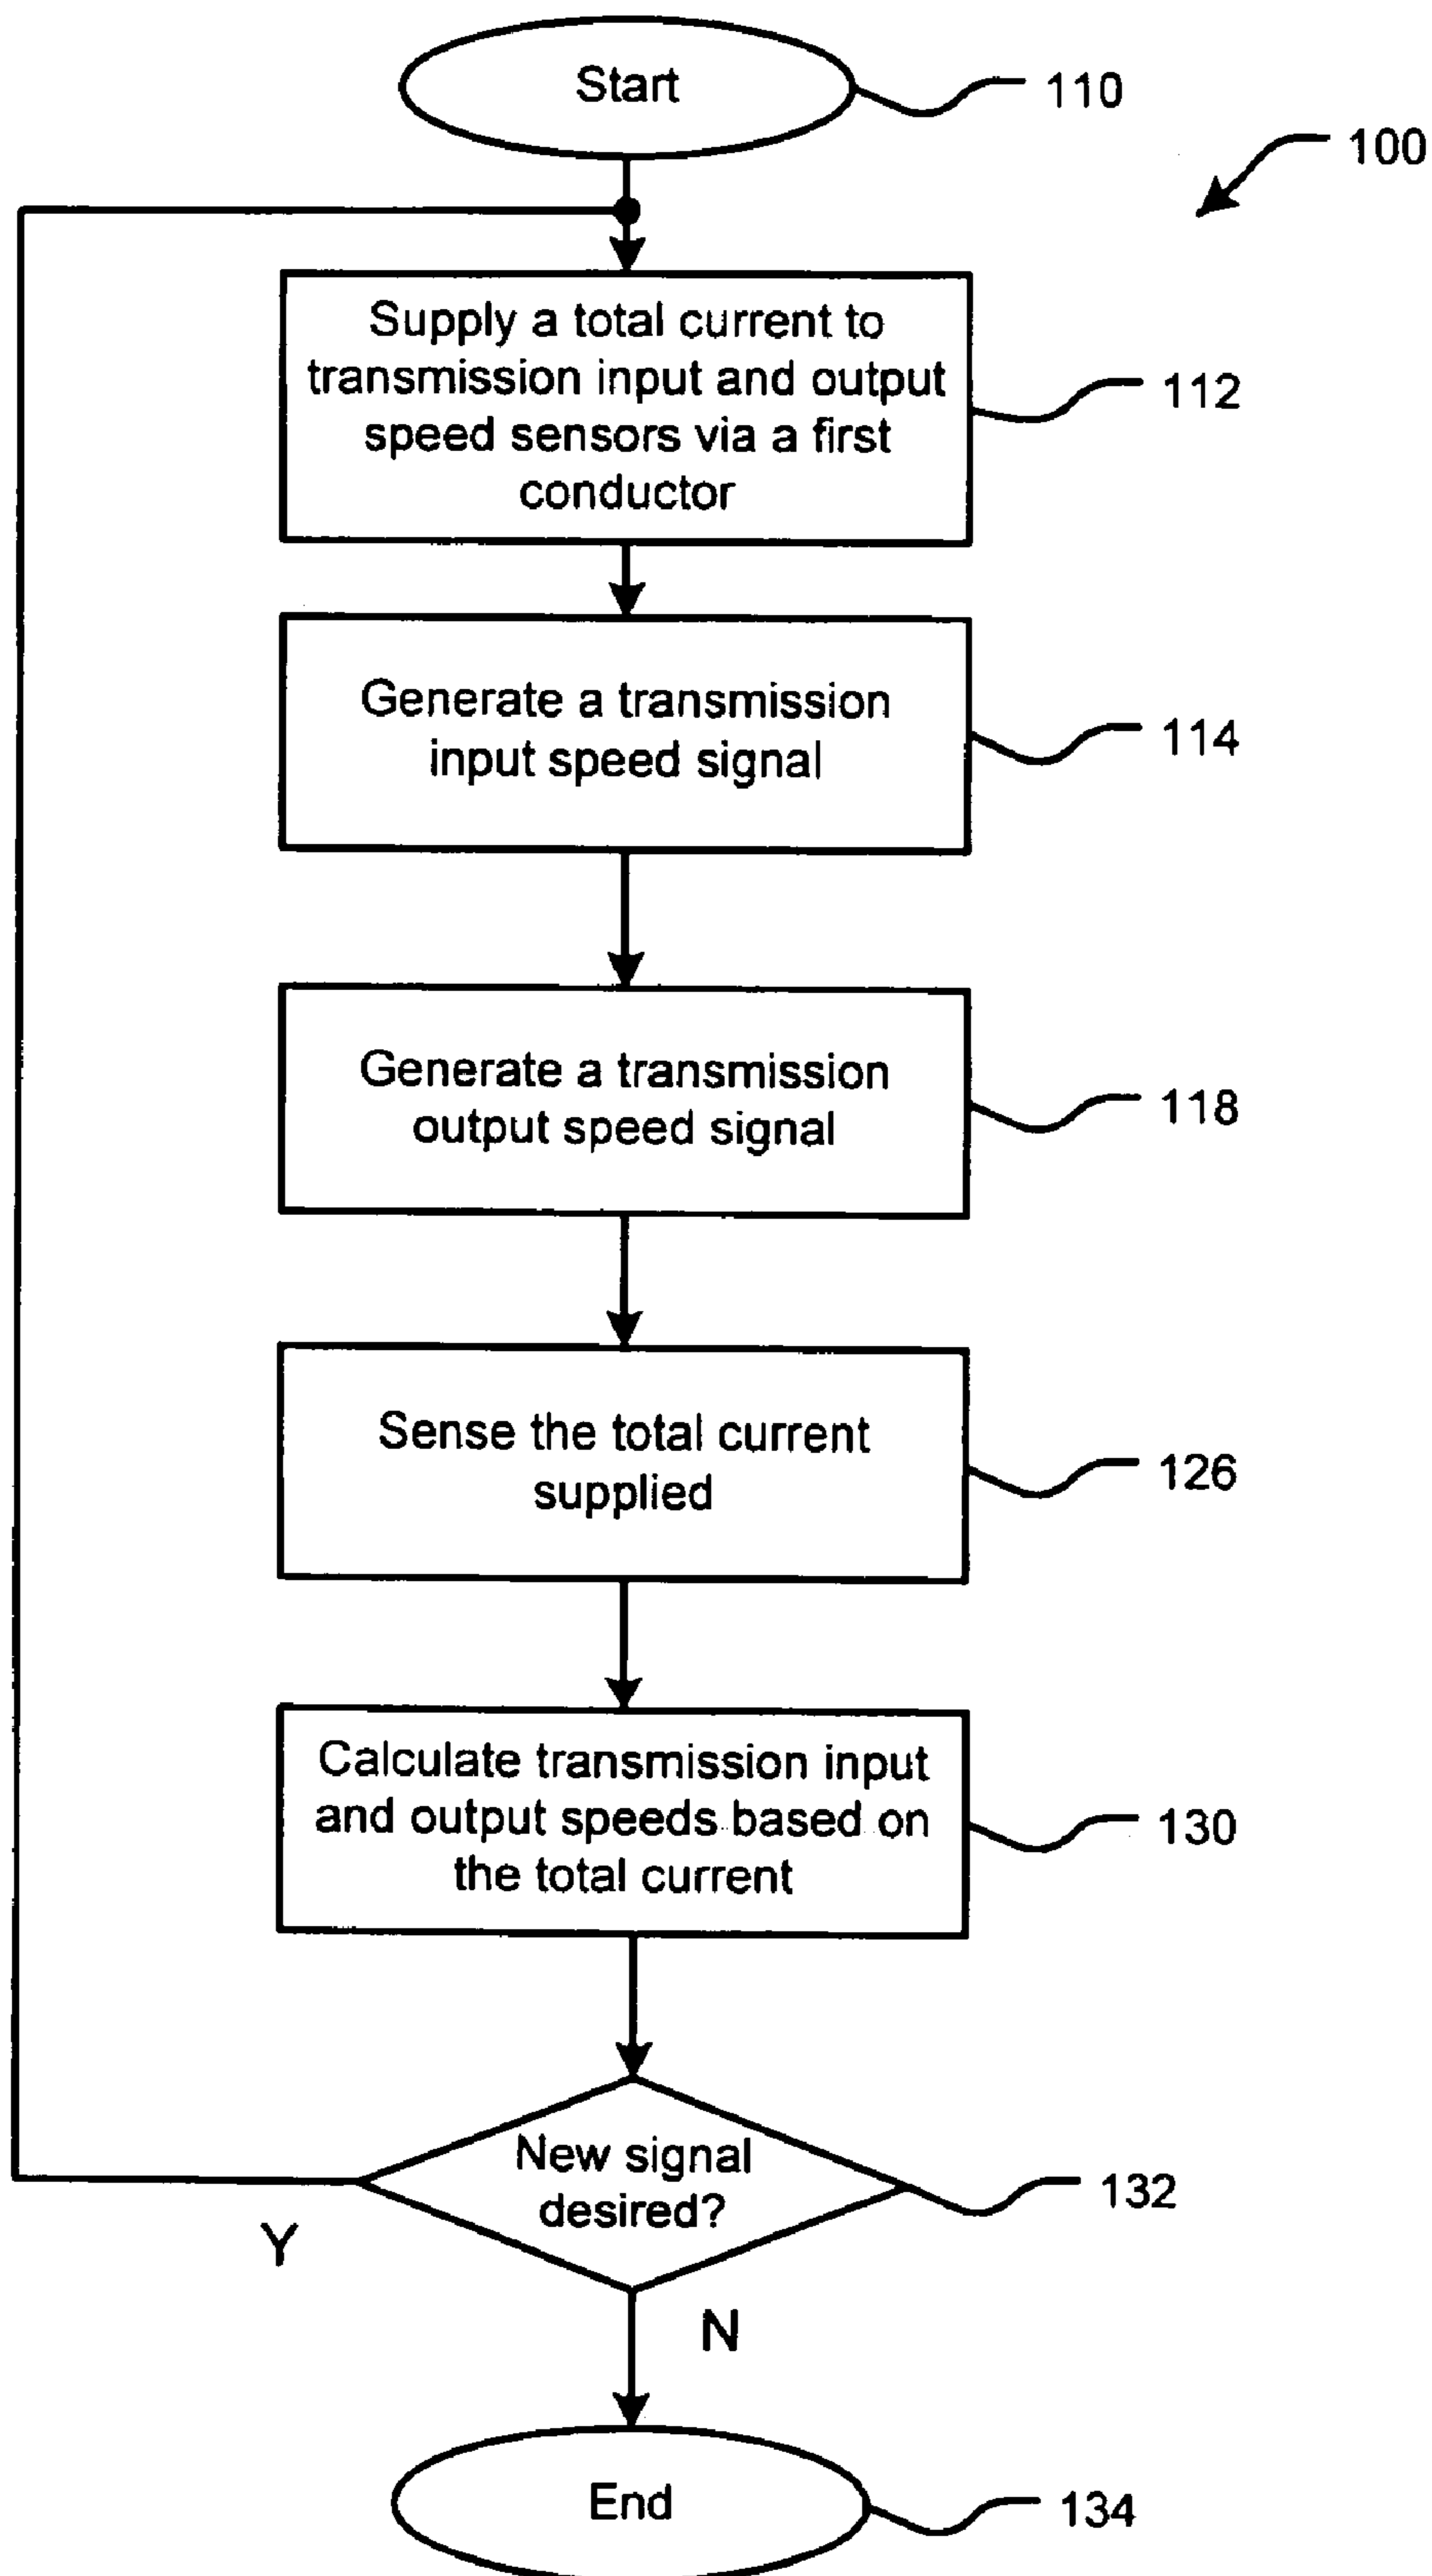 Start
110
100
Supply a total current to
transmission input and output
speed sensors via a first
conductor
112
Generate a transmission
input speed signal
114
Generate a transmission
output speed signal
118
Sense the total current
supplied
126
Calculate transmission input
and output speeds based on
the total current
130
New signal
desired?
132
Y
N
End
134